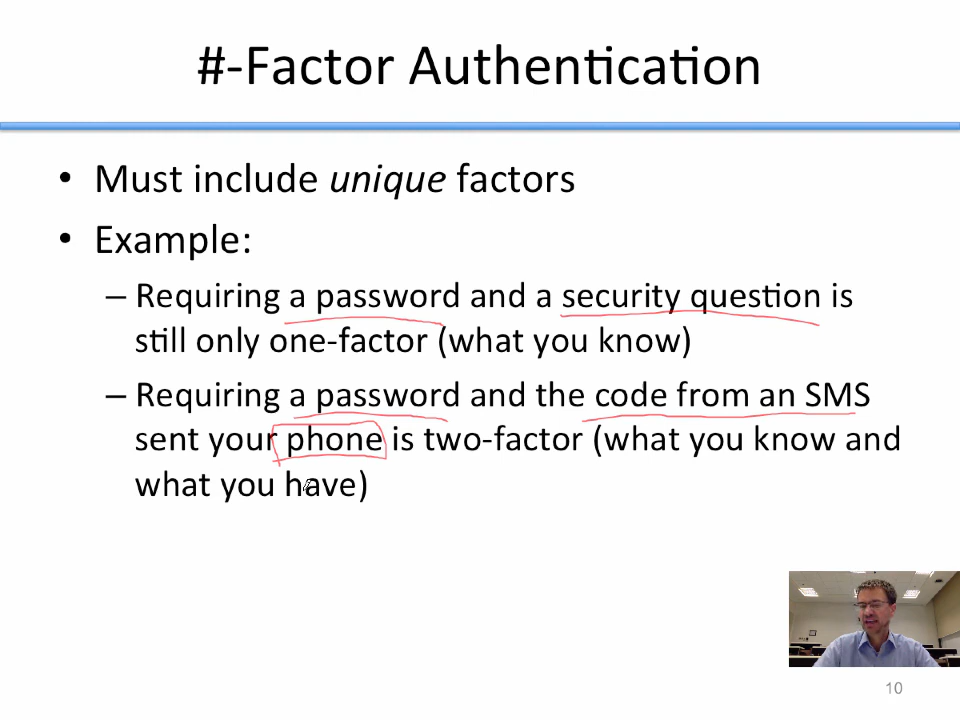 #-Factor Authentication
• Must include unique factors
• Example:
– Requiring a password and a security question is
still only one-factor (what you know)
– Requiring a password and the code from an SMS
sent your phone is two-factor (what you know and
what you have)
10